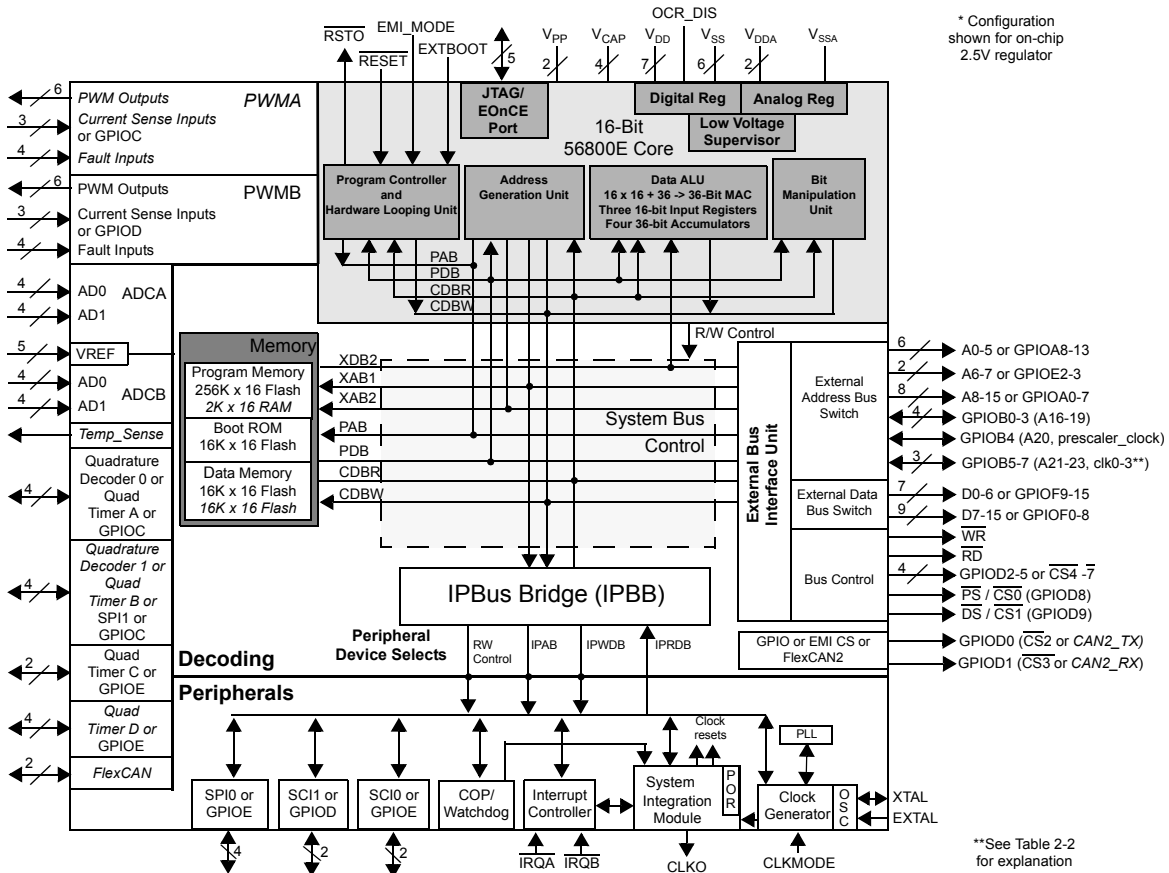 OCR_DIS
* Configuration
shown for on-chip
2.5V regulator
RSTO
EMI_MODE
RESET
EXTBOOT
5
VPP
2
VCAP
4
VDD
7
VSS
6
VDDA
2
VSSA
6
PWM Outputs
PWMA
3
Current Sense Inputs
or GPIOC
4
Fault Inputs
6
PWM Outputs
PWMB
3
Current Sense Inputs
or GPIOD
4
Fault Inputs
JTAG/
EOnCE
Port
16-Bit
56800E Core
Digital Reg
Analog Reg
Low Voltage
Supervisor
Program Controller
and
Hardware Looping Unit
Address
Generation Unit
Data ALU
16 x 16 + 36 -> 36-Bit MAC
Three 16-bit Input Registers
Four 36-bit Accumulators
Bit
Manipulation
Unit
PAB
PDB
CDBR
CDBW
4
AD0
ADCA
4
AD1
5
VREF
4
AD0
ADCB
4
AD1
Temp_Sense
4
Quadrature
Decoder 0 or
Quad
Timer A or
GPIOC
4
Quadrature
Decoder 1 or
Quad
Timer B or
SPI1 or
GPIOC
2
Quad
Timer C or
GPIOE
4
Quad
Timer D or
GPIOE
2
FlexCAN
Memory
Program Memory
256K x 16 Flash
2K x 16 RAM
Boot ROM
16K x 16 Flash
Data Memory
16K x 16 Flash
16K x 16 Flash
XDB2
XAB1
XAB2
PAB
PDB
CDBR
CDBW
R/W Control
System Bus
Control
External Bus
Interface Unit
External
Address Bus
Switch
External Data
Bus Switch
Bus Control
6
A0-5 or GPIOA8-13
2
A6-7 or GPIOE2-3
8
A8-15 or GPIOA0-7
4
GPIOB0-3 (A16-19)
GPIOB4 (A20, prescaler_clock)
3
GPIOB5-7 (A21-23, clk0-3**)
7
D0-6 or GPIOF9-15
9
D7-15 or GPIOF0-8
WR
RD
4
GPIOD2-5 or CS4 -7
PS / CS0 (GPIOD8)
DS / CS1 (GPIOD9)
GPIO or EMI CS or
FlexCAN2
GPIOD0 (CS2 or CAN2_TX)
GPIOD1 (CS3 or CAN2_RX)
IPBus Bridge (IPBB)
Peripheral
Device Selects
RW
Control
IPAB
IPWDB
IPRDB
Decoding
Peripherals
SPI0 or
GPIOE
4
SCI1 or
GPIOD
2
SCI0 or
GPIOE
2
COP/
Watchdog
Interrupt
Controller
IRQA
IRQB
Clock
resets
System
Integration
Module
POR
CLKO
PLL
Clock
Generator
OSC
XTAL
EXTAL
CLKMODE
**See Table 2-2
for explanation